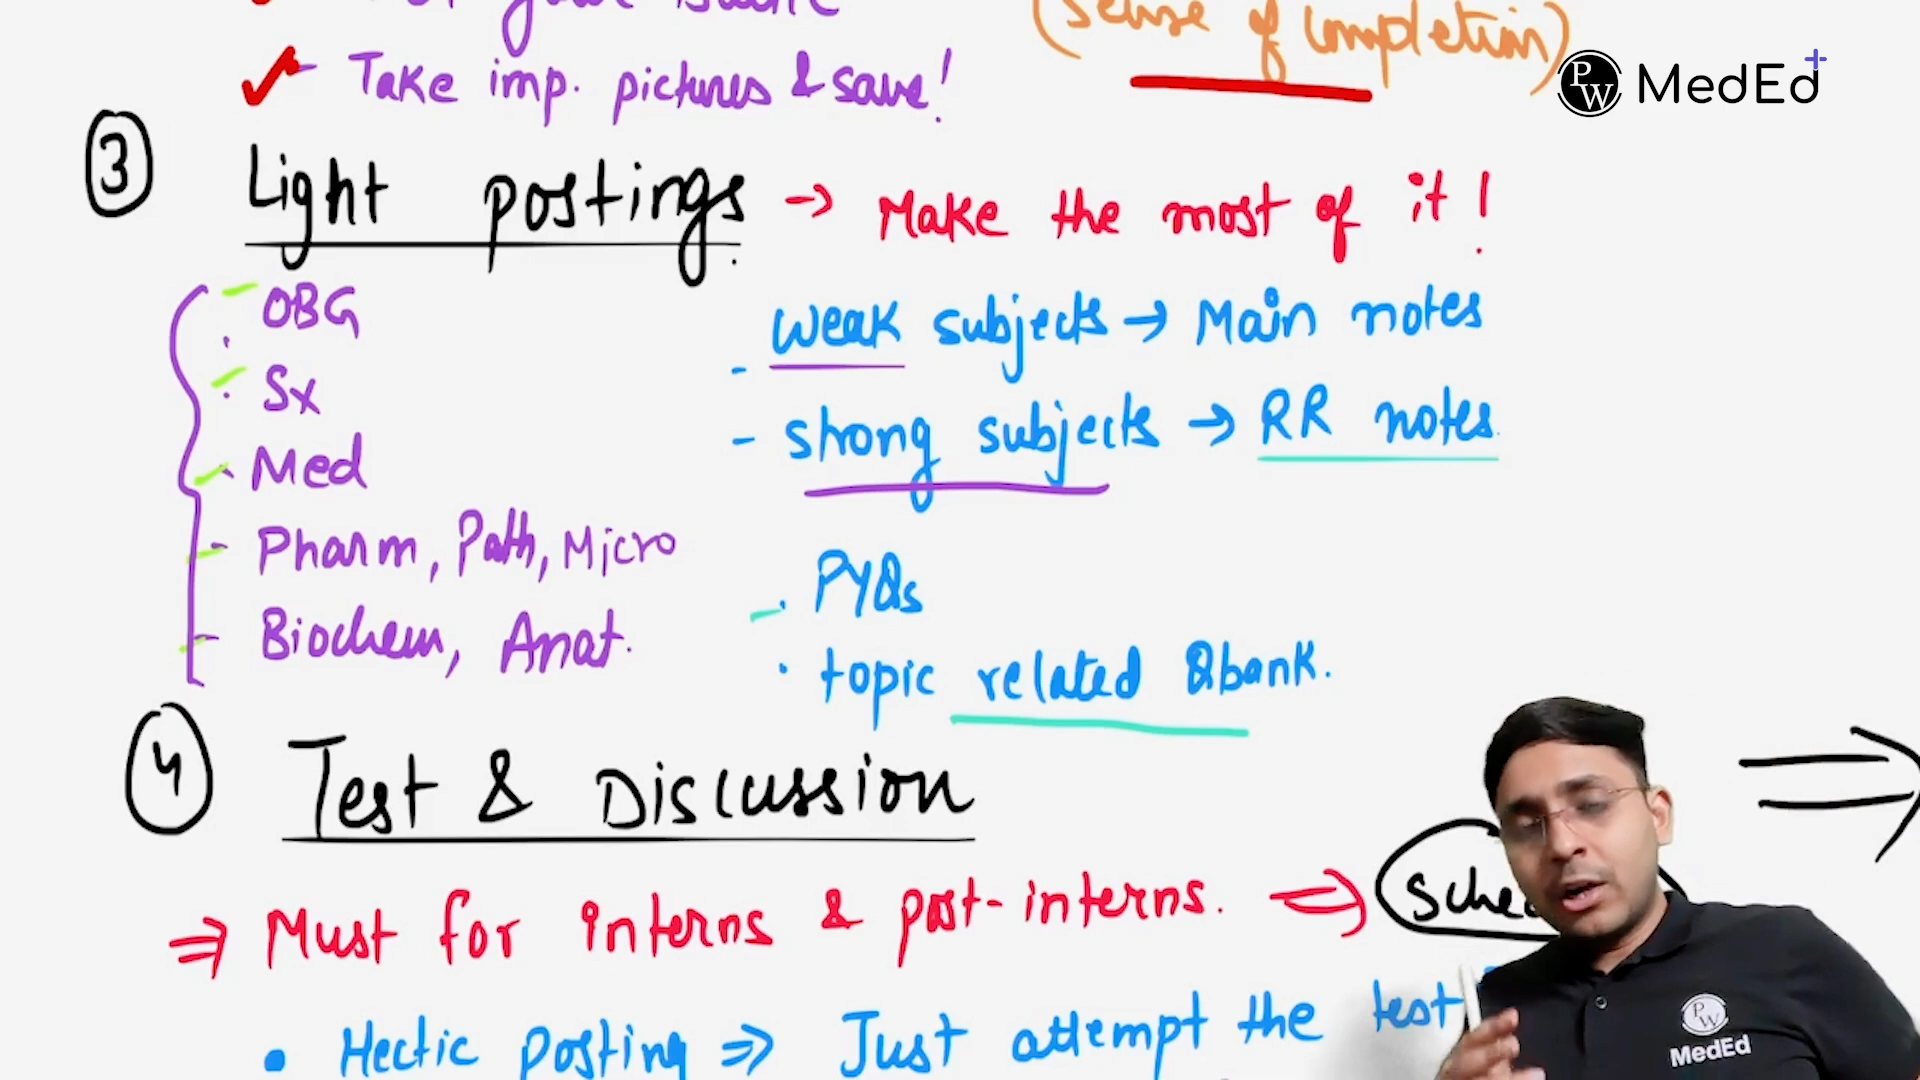 Take imp. pictures & save!
(sense of completion)
PW MedEd+
3 Light postings → Make the most of it!
- OBG
- Sx
- Med
- Pharm, Path, Micro
- Biochem, Anat.
- weak subjects → Main notes
- strong subjects → RR notes.
· PYQs
· topic related Qbank.
4 Test & Discussion
⇒ Must for interns & post-interns. ⇒
• Hectic posting ⇒ Just attempt the test
PW
MedEd